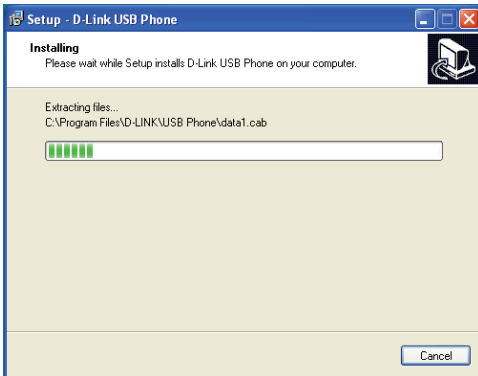 Setup - D-Link USB Phone
Installing
Please wait while Setup installs D-Link USB Phone on your computer.
Extracting files...
C:\Program Files\D-LINK\USB Phone\data1.cab
Cancel